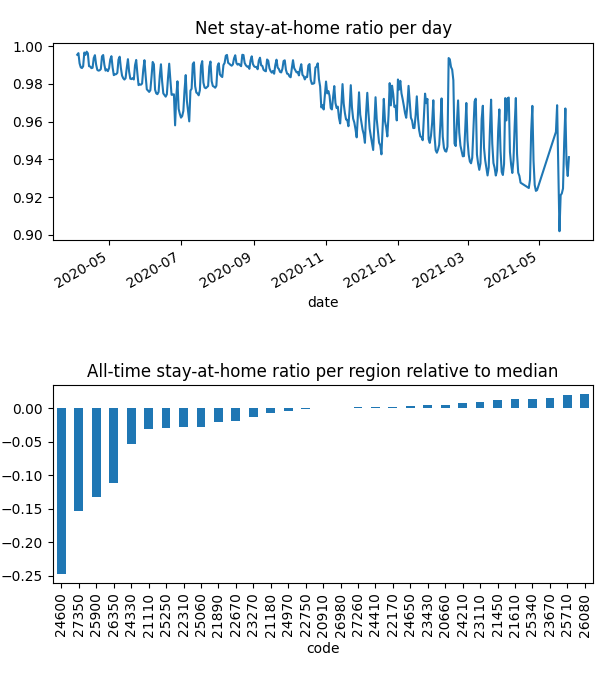 Net stay-at-home ratio per day
1.00
0.98
0.96
0.94
0.92
0.90
2020-05 2020-07 2020-09 2020-11 2021-01 2021-03 2021-05
date
All-time stay-at-home ratio per region relative to median
0.00
−0.05
−0.10
−0.15
−0.20
−0.25
24600 27350 25900 26350 24330 21110 25250 22310 25060 21890 22670 23270 21180 24970 22750 20910 26980 27260 24410 22170 24650 23430 20660 24210 23110 21450 21610 25340 23670 25710 26080
code